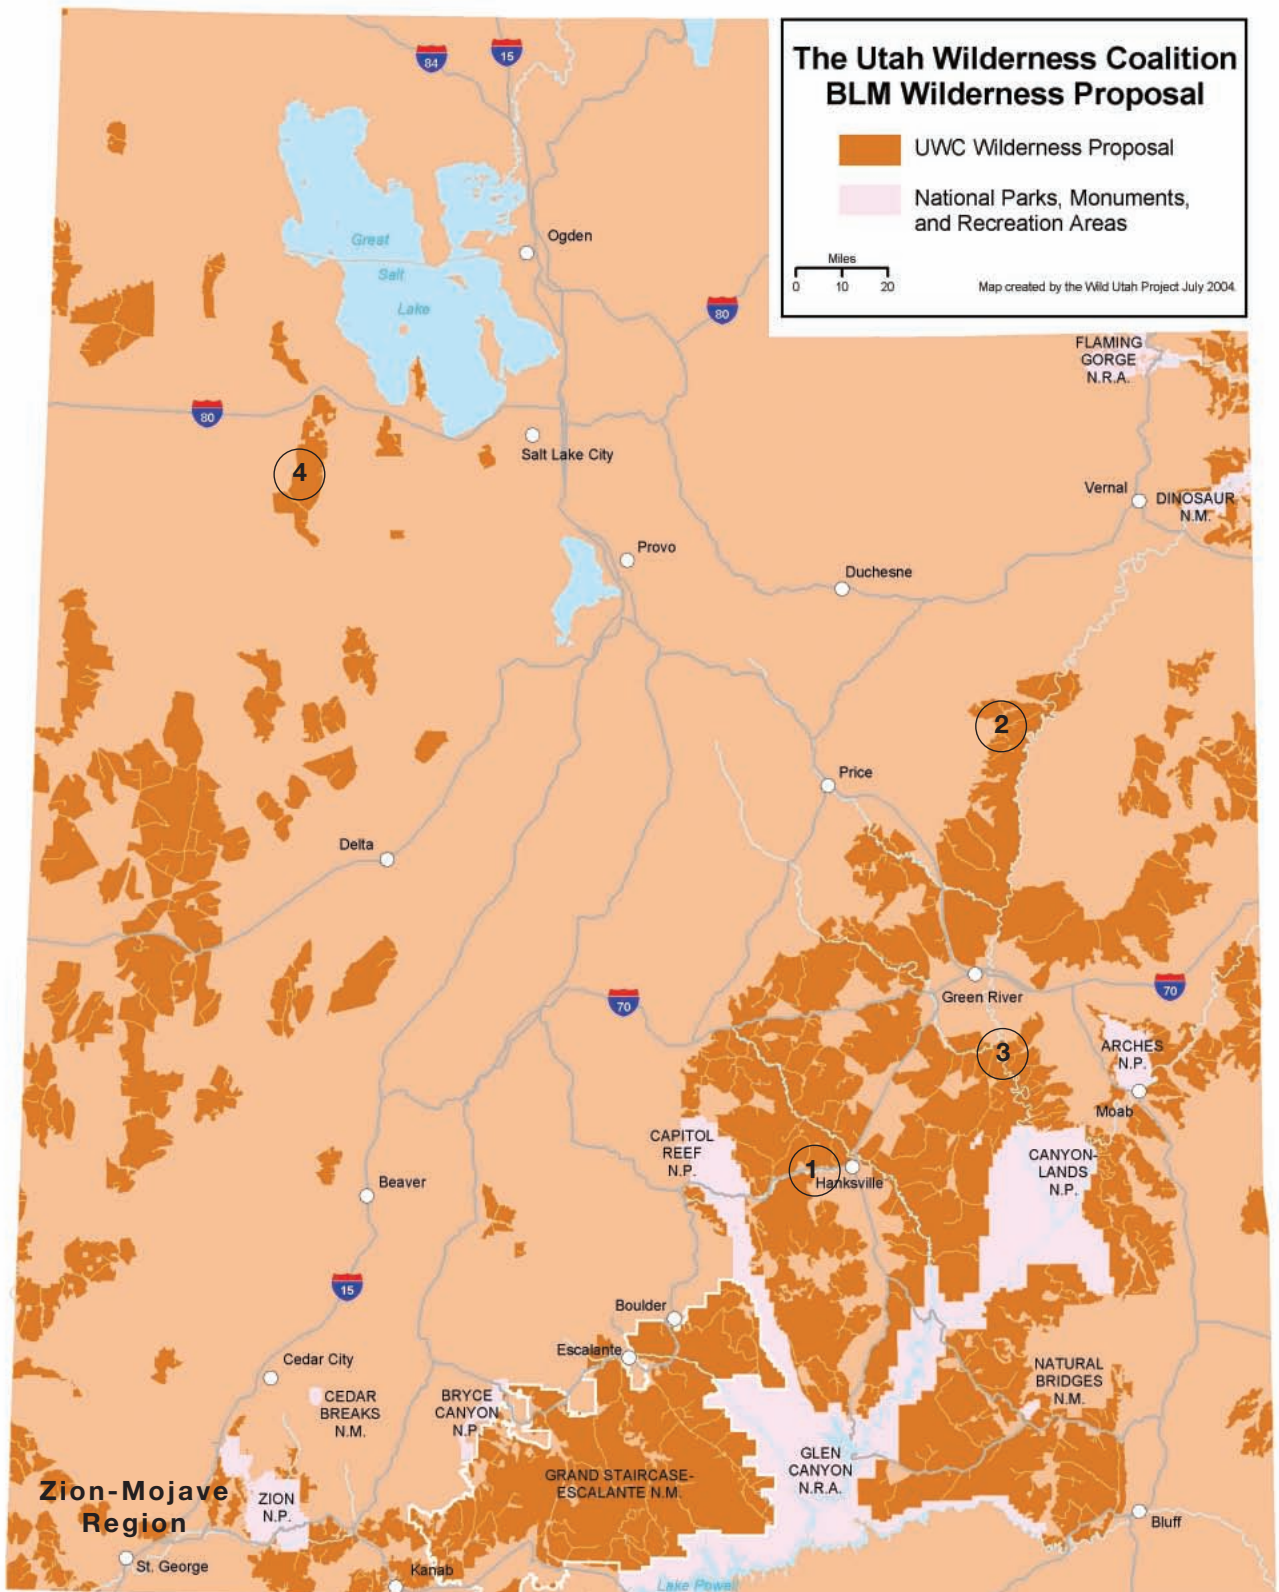 The Utah Wilderness Coalition
BLM Wilderness Proposal
UWC Wilderness Proposal
National Parks, Monuments,
and Recreation Areas
Miles
0 10 20
Map created by the Wild Utah Project July 2004.
84
15
Great
Salt
Lake
Ogden
80
FLAMING
GORGE
N.R.A.
80
Salt Lake City
4
Vernal
DINOSAUR
N.M.
Provo
Duchesne
2
Price
Delta
Green River
70
70
3
ARCHES
N.P.
Moab
CAPITOL
REEF
N.P.
1
Hanksville
CANYON-
LANDS
N.P.
Beaver
15
Boulder
Escalante
Cedar City
CEDAR
BREAKS
N.M.
BRYCE
CANYON
N.P.
NATURAL
BRIDGES
N.M.
GLEN
CANYON
N.R.A.
GRAND STAIRCASE-
ESCALANTE N.M.
Zion-Mojave
Region
ZION
N.P.
Bluff
St. George
Kanab
Lake Powell